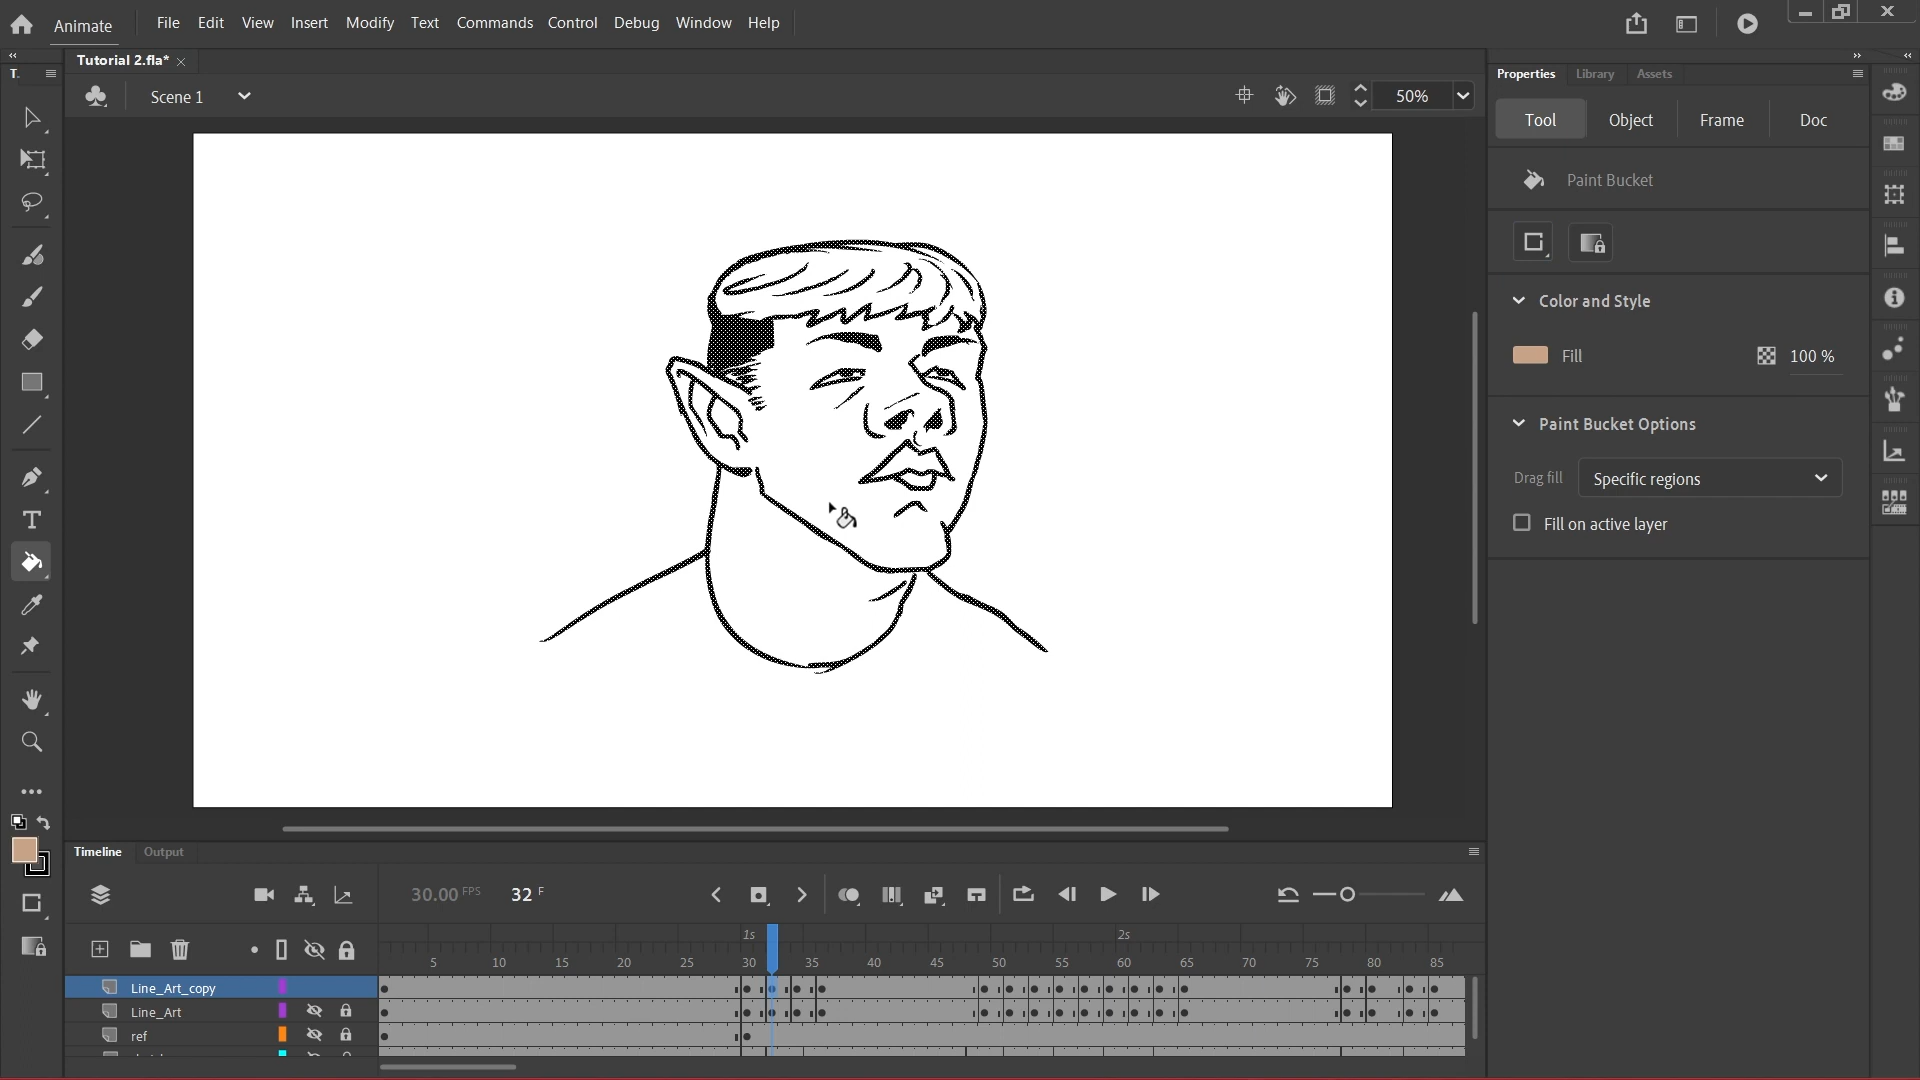 Animate File Edit View Insert Modify Text Commands Control Debug Window Help
T.
Tutorial 2.fla*
Properties Library Assets
Scene 1
50%
Tool Object Frame Doc
Paint Bucket
Color and Style
Fill 100 %
Paint Bucket Options
Drag fill Specific regions
Fill on active layer
Timeline Output
30.00 FPS 32 F
1s 2s
5 10 15 20 25 30 35 40 45 50 55 60 65 70 75 80 85
Line_Art_copy
Line_Art
ref